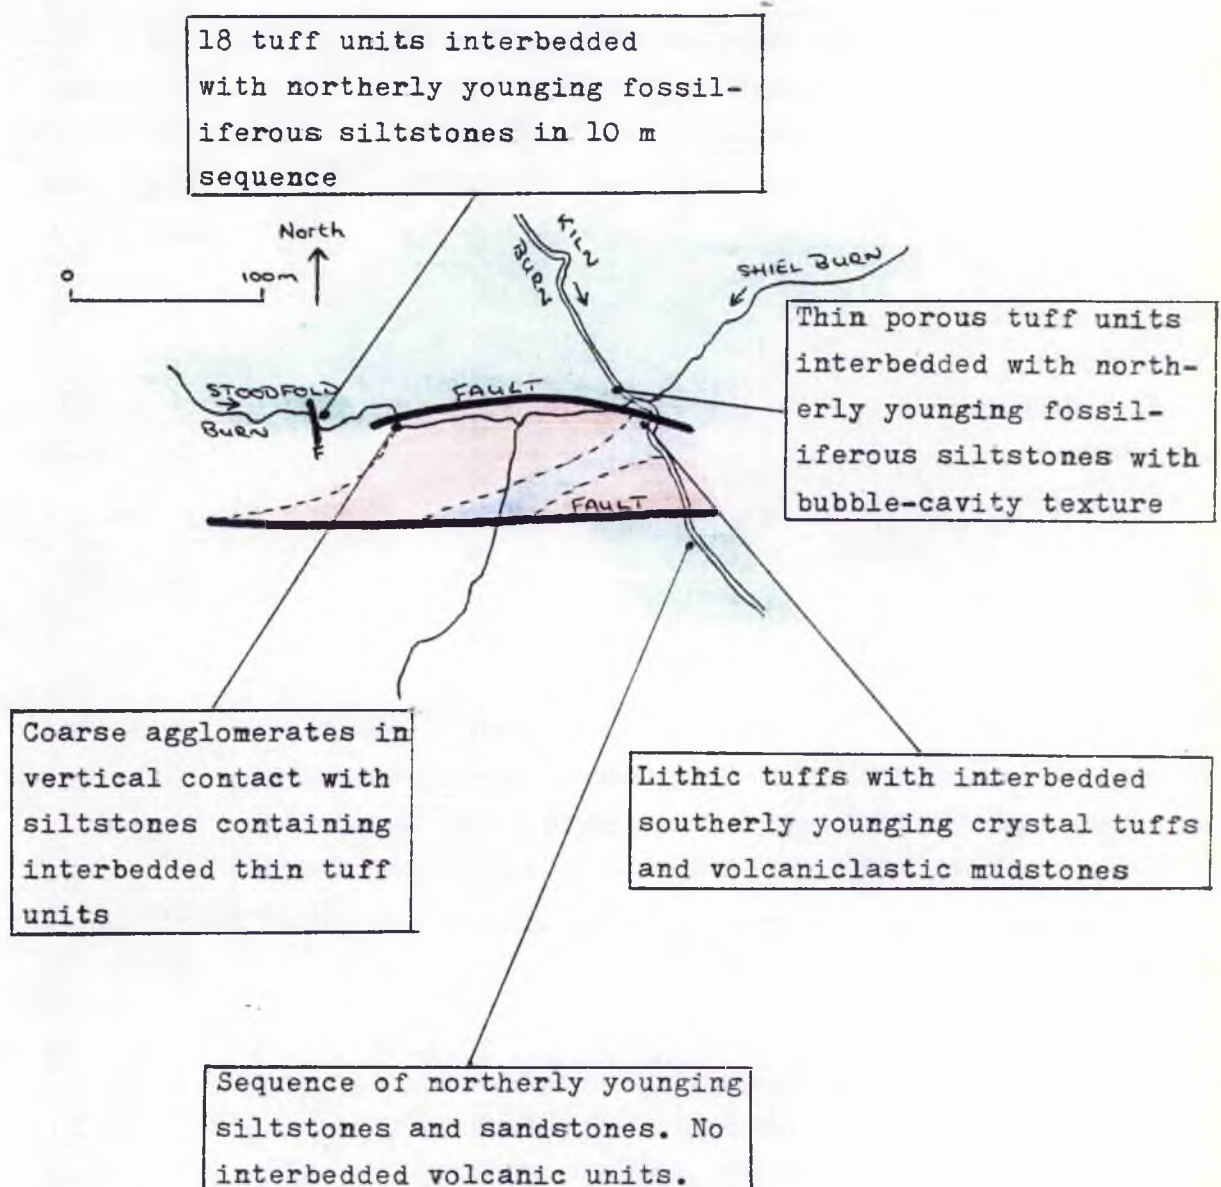 18 tuff units interbedded
with northerly younging fossil-
iferous siltstones in 10 m
sequence
North
0
100m
KILN
BURN
SHIEL BURN
STOODFOLD
BURN
F
FAULT
FAULT
Thin porous tuff units
interbedded with north-
erly younging fossil-
iferous siltstones with
bubble-cavity texture
Coarse agglomerates in
vertical contact with
siltstones containing
interbedded thin tuff
units
Lithic tuffs with interbedded
southerly younging crystal tuffs
and volcaniclastic mudstones
Sequence of northerly younging
siltstones and sandstones. No
interbedded volcanic units.